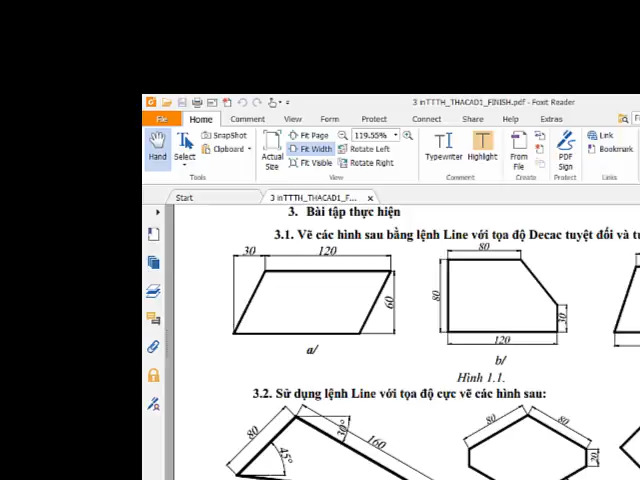 3 inTTTH_THACAD1_FINISH.pdf - Foxit Reader
File Home Comment View Form Protect Connect Share Help Extras
Hand
Select
SnapShot
Clipboard
Tools
Actual Size
Fit Page
Fit Width
Fit Visible
119.55%
Rotate Left
Rotate Right
View
Typewriter
Highlight
Comment
From File
Create
PDF Sign
Protect
Link
Bookmark
Links
Start
3 inTTTH_THACAD1_F...
3. Bài tập thực hiện
3.1. Vẽ các hình sau bằng lệnh Line với tọa độ Decac tuyệt đối và
30 120
60
a/
80
80
30
120
b/
Hình 1.1.
3.2. Sử dụng lệnh Line với tọa độ cực vẽ các hình sau:
80
30°
160
45°
80
80